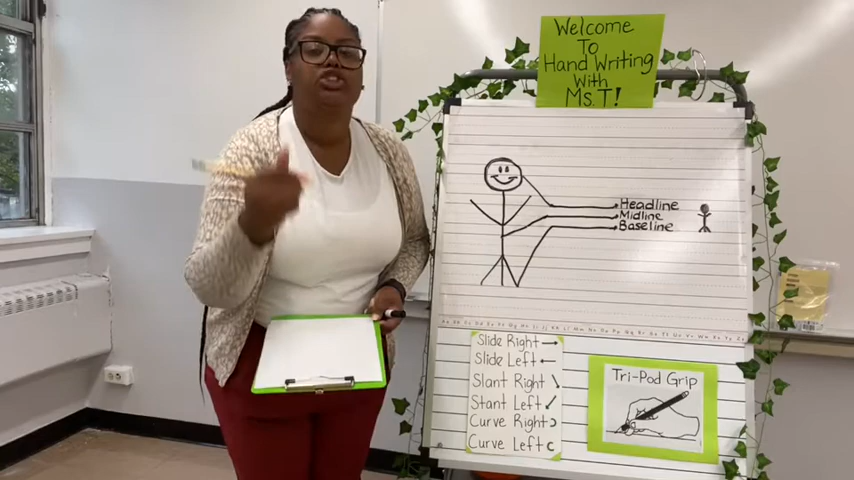 Welcome
To
Hand Writing
With
Ms. T!
Headline
Midline
Baseline
Slide Right →
Slide Left ←
Slant Right
Slant Left
Curve Right
Curve Left
Tri-Pod Grip